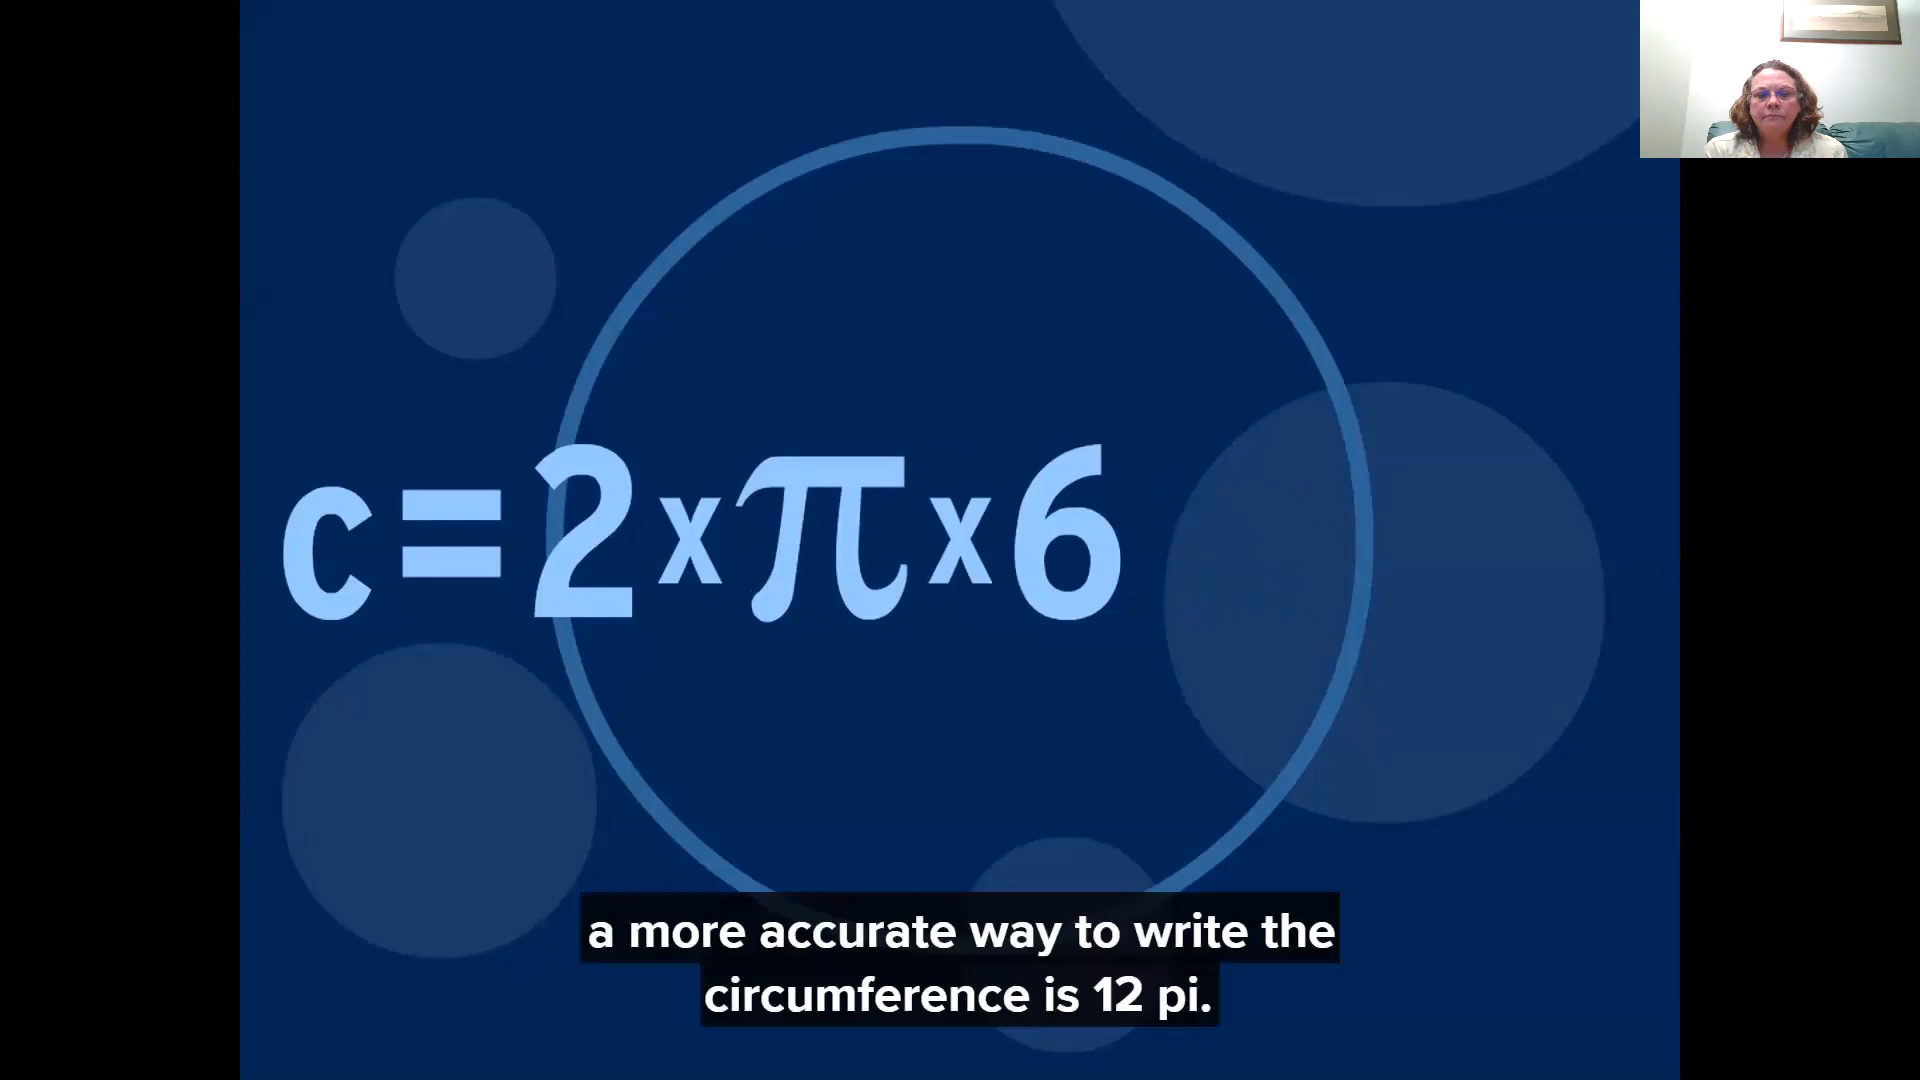 c=2xπx6
a more accurate way to write the
circumference is 12 pi.